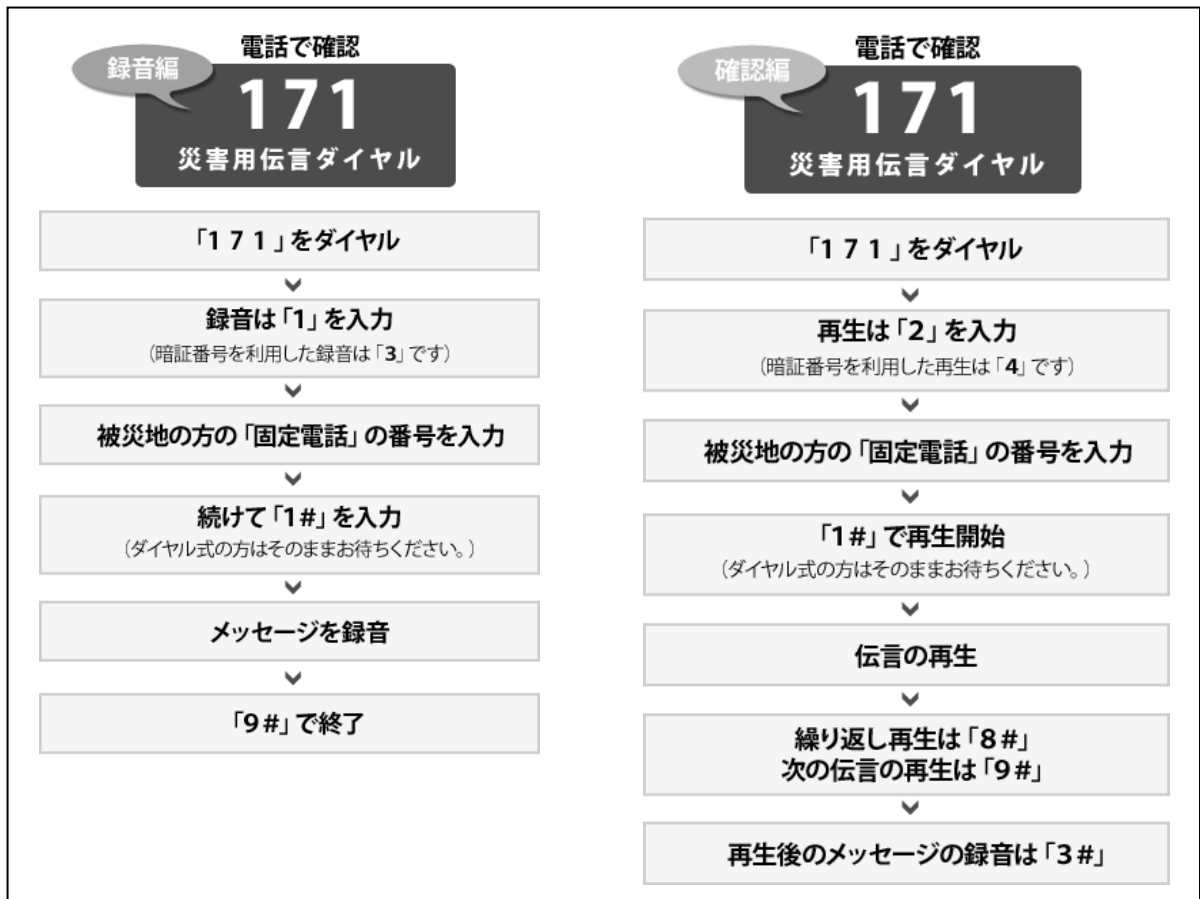 電話で確認
録音編
171
災害用伝言ダイヤル
「171」をダイヤル
録音は「1」を入力
（暗証番号を利用した録音は「3」です）
被災地の方の「固定電話」の番号を入力
続けて「1#」を入力
（ダイヤル式の方はそのままお待ちください。）
メッセージを録音
「9#」で終了
電話で確認
確認編
171
災害用伝言ダイヤル
「171」をダイヤル
再生は「2」を入力
（暗証番号を利用した再生は「4」です）
被災地の方の「固定電話」の番号を入力
「1#」で再生開始
（ダイヤル式の方はそのままお待ちください。）
伝言の再生
繰り返し再生は「8#」
次の伝言の再生は「9#」
再生後のメッセージの録音は「3#」